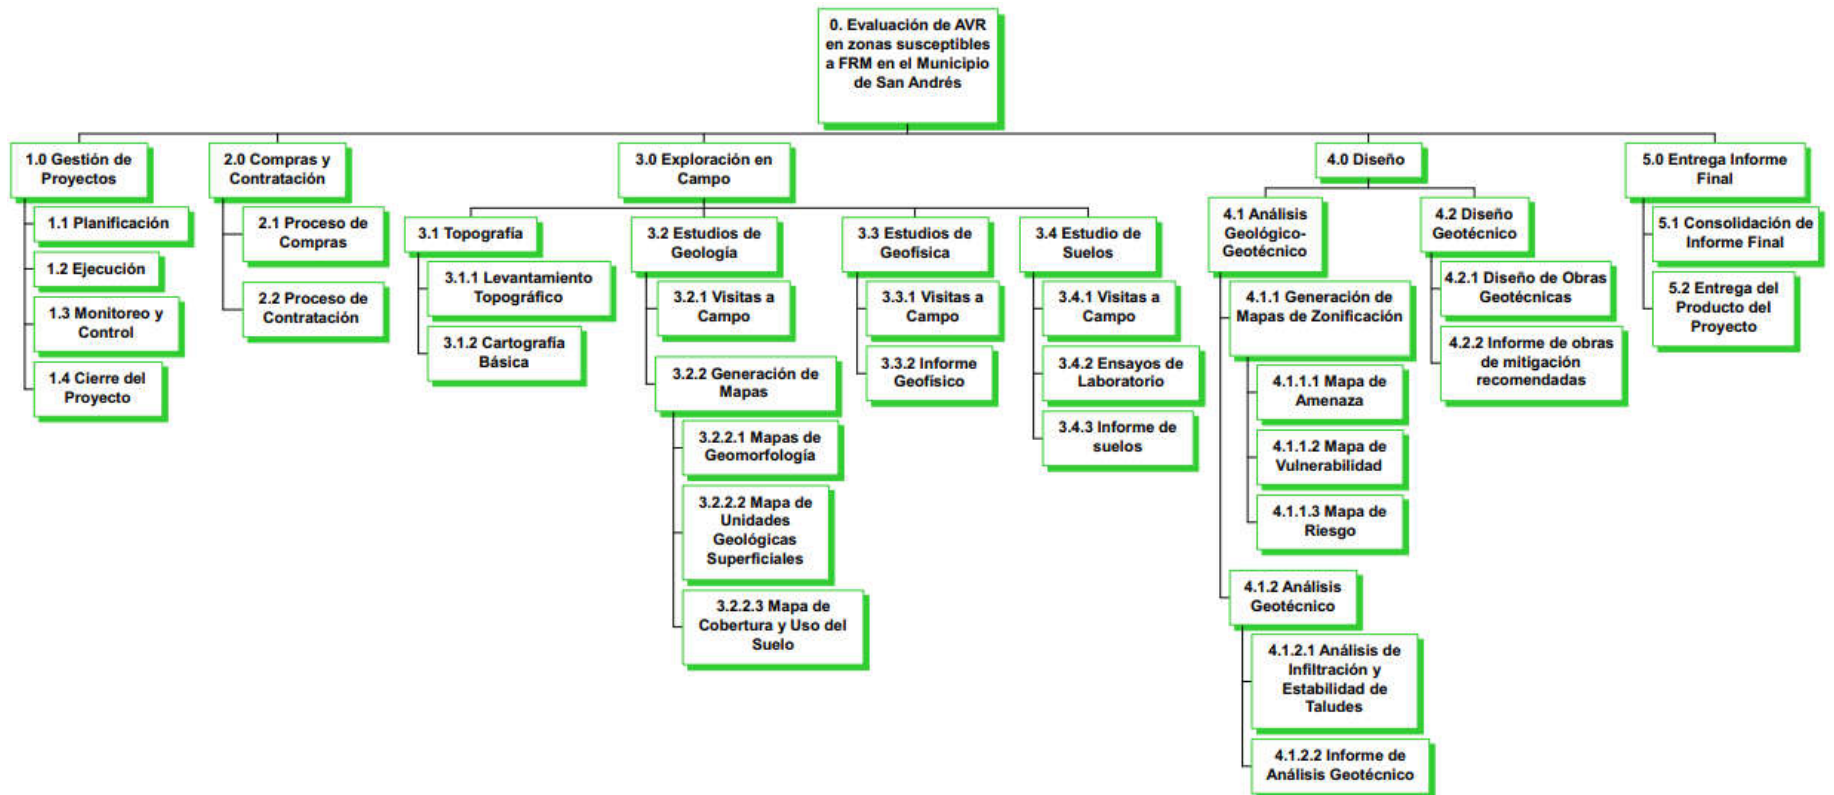 0. Evaluación de AVR
en zonas susceptibles
a FRM en el Municipio
de San Andrés
1.0 Gestión de
Proyectos
1.1 Planificación
1.2 Ejecución
1.3 Monitoreo y
Control
1.4 Cierre del
Proyecto
2.0 Compras y
Contratación
2.1 Proceso de
Compras
2.2 Proceso de
Contratación
3.0 Exploración en
Campo
3.1 Topografía
3.1.1 Levantamiento
Topográfico
3.1.2 Cartografía
Básica
3.2 Estudios de
Geología
3.2.1 Visitas a
Campo
3.2.2 Generación de
Mapas
3.2.2.1 Mapas de
Geomorfología
3.2.2.2 Mapa de
Unidades
Geológicas
Superficiales
3.2.2.3 Mapa de
Cobertura y Uso del
Suelo
3.3 Estudios de
Geofísica
3.3.1 Visitas a
Campo
3.3.2 Informe
Geofísico
3.4 Estudio de
Suelos
3.4.1 Visitas a
Campo
3.4.2 Ensayos de
Laboratorio
3.4.3 Informe de
suelos
4.0 Diseño
4.1 Análisis
Geológico-
Geotécnico
4.1.1 Generación de
Mapas de Zonificación
4.1.1.1 Mapa de
Amenaza
4.1.1.2 Mapa de
Vulnerabilidad
4.1.1.3 Mapa de
Riesgo
4.1.2 Análisis
Geotécnico
4.1.2.1 Análisis de
Infiltración y
Estabilidad de
Taludes
4.1.2.2 Informe de
Análisis Geotécnico
4.2 Diseño
Geotécnico
4.2.1 Diseño de Obras
Geotécnicas
4.2.2 Informe de obras
de mitigación
recomendadas
5.0 Entrega Informe
Final
5.1 Consolidación de
Informe Final
5.2 Entrega del
Producto del
Proyecto